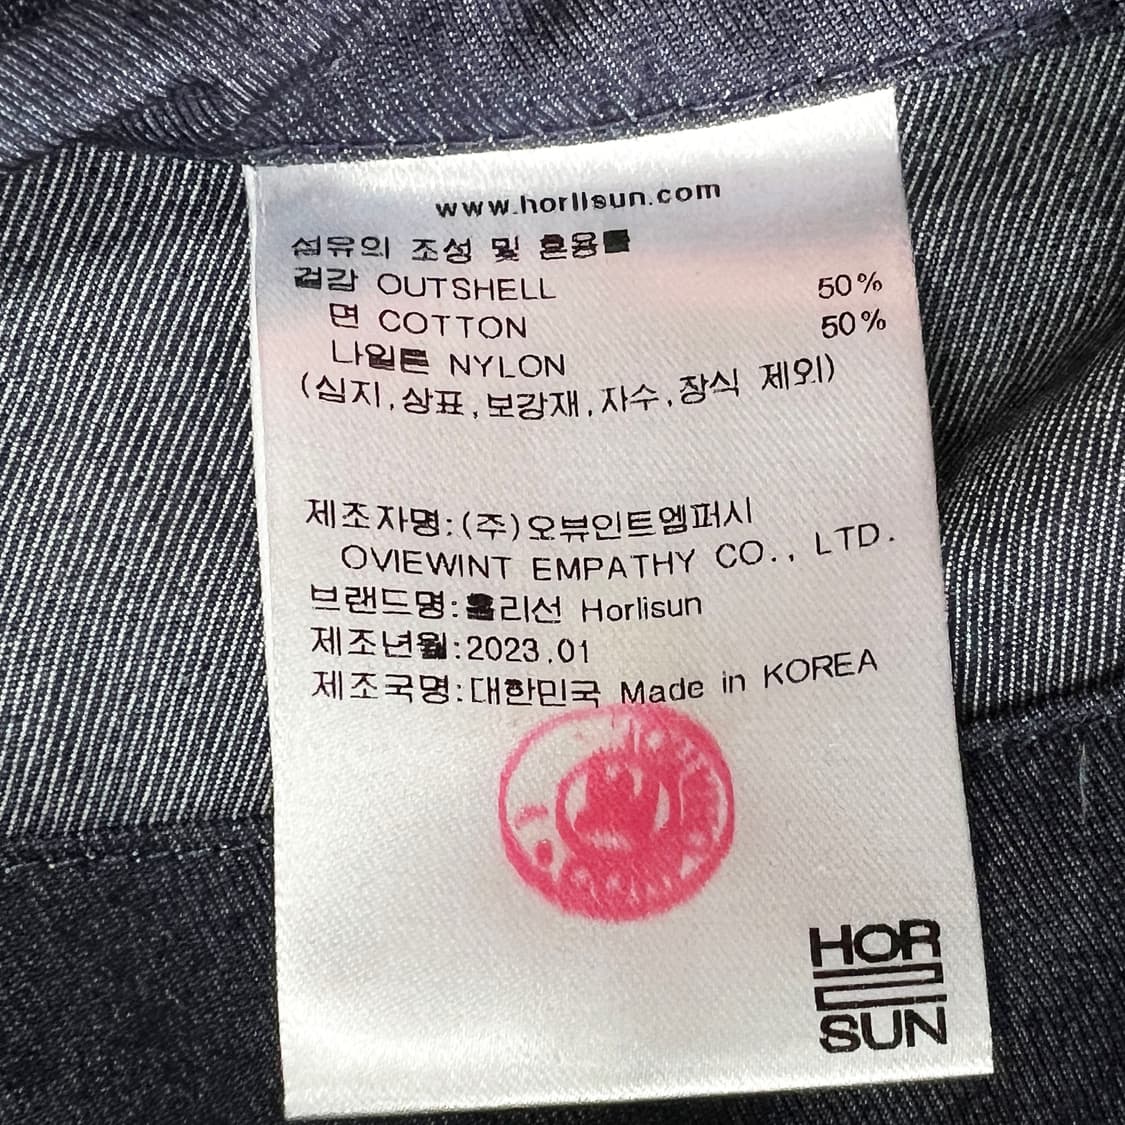 www.horlisun.com
섬유의 조성 및 혼용률
겉감 OUTSHELL 50%
면 COTTON 50%
나일론 NYLON
(심지,상표,보강재,자수,장식 제외)
제조자명:(주)오뷰인트엠퍼시
OVIEWINT EMPATHY CO., LTD.
브랜드명:홀리선 Horlisun
제조년월:2023.01
제조국명:대한민국 Made in KOREA
HOR
SUN